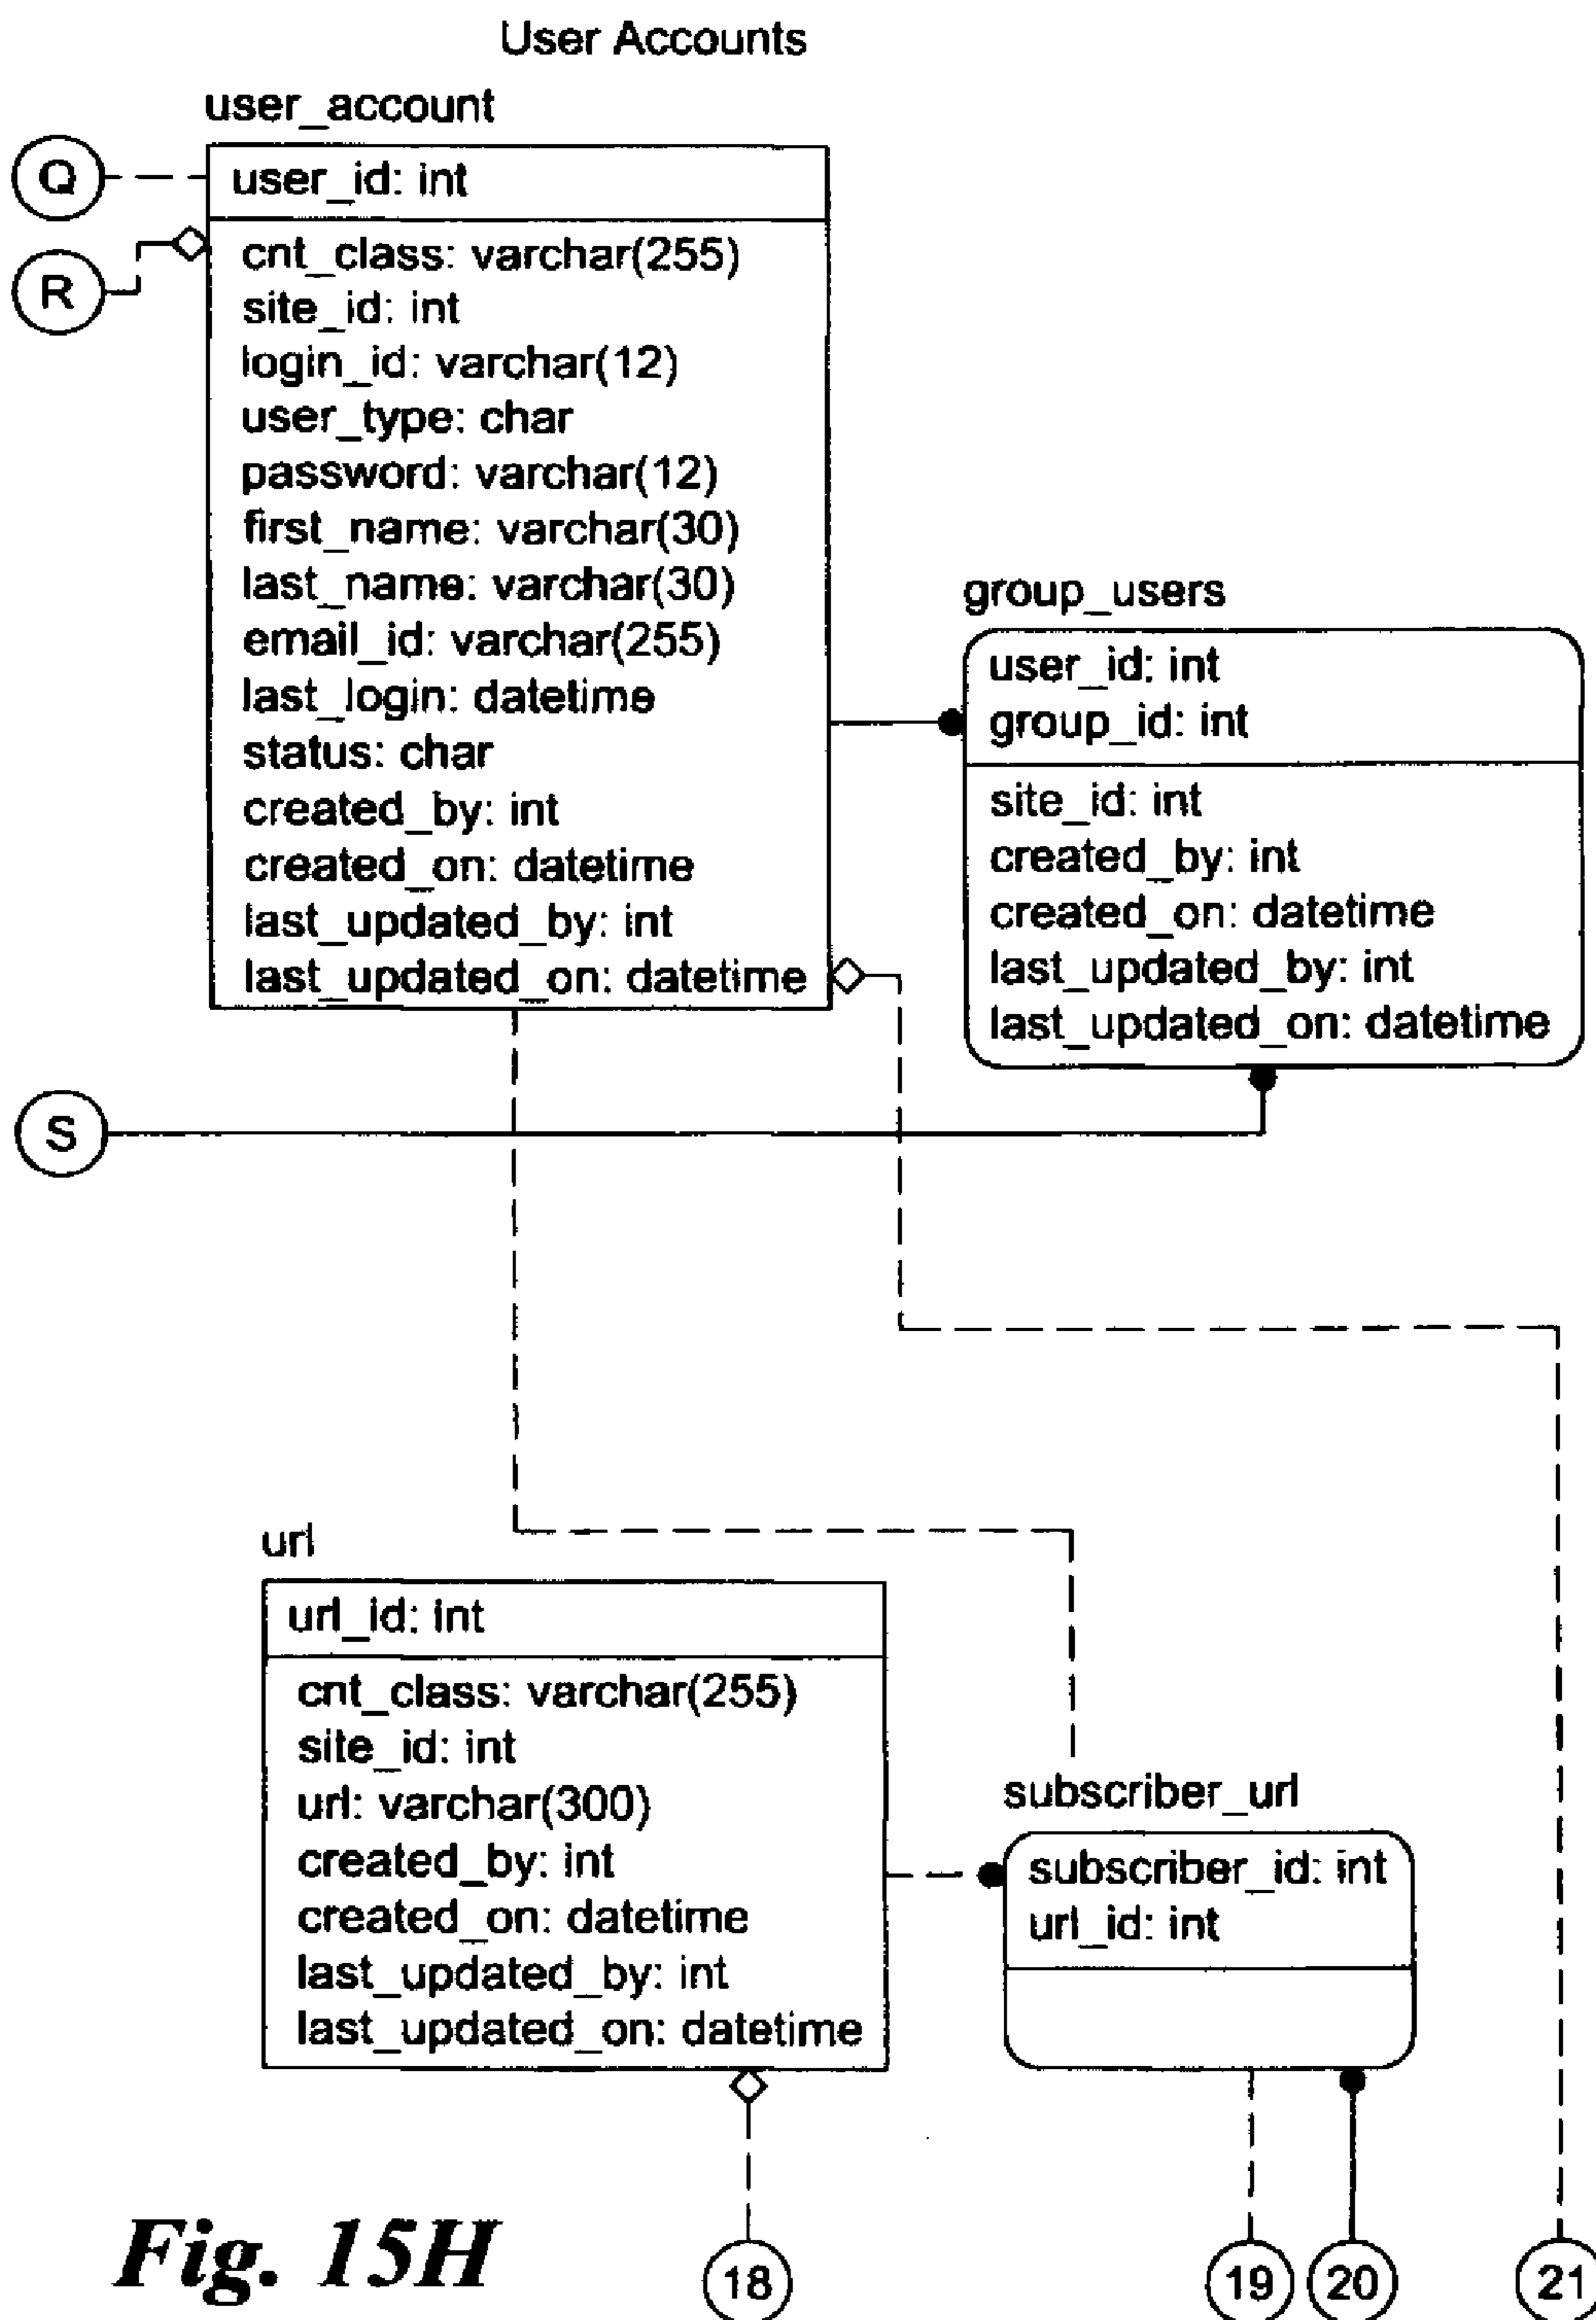 User Accounts
user_account
Q
user_id: int
R
cnt_class: varchar(255)
site_id: int
login_id: varchar(12)
user_type: char
password: varchar(12)
first_name: varchar(30)
last_name: varchar(30)
email_id: varchar(255)
last_login: datetime
status: char
created_by: int
created_on: datetime
last_updated_by: int
last_updated_on: datetime
group_users
user_id: int
group_id: int
site_id: int
created_by: int
created_on: datetime
last_updated_by: int
last_updated_on: datetime
S
url
url_id: int
cnt_class: varchar(255)
site_id: int
url: varchar(300)
created_by: int
created_on: datetime
last_updated_by: int
last_updated_on: datetime
subscriber_url
subscriber_id: int
url_id: int
Fig. 15H
18
19
20
21